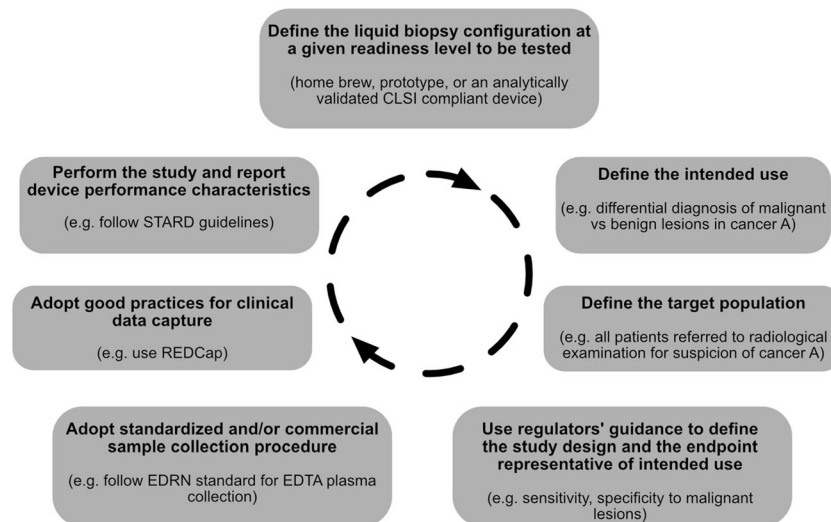 Define the liquid biopsy configuration at
a given readiness level to be tested
(home brew, prototype, or an analytically
validated CLSI compliant device)
Define the intended use
(e.g. differential diagnosis of malignant
vs benign lesions in cancer A)
Define the target population
(e.g. all patients referred to radiological
examination for suspicion of cancer A)
Use regulators' guidance to define
the study design and the endpoint
representative of intended use
(e.g. sensitivity, specificity to malignant
lesions)
Adopt standardized and/or commercial
sample collection procedure
(e.g. follow EDRN standard for EDTA plasma
collection)
Adopt good practices for clinical
data capture
(e.g. use REDCap)
Perform the study and report
device performance characteristics
(e.g. follow STARD guidelines)